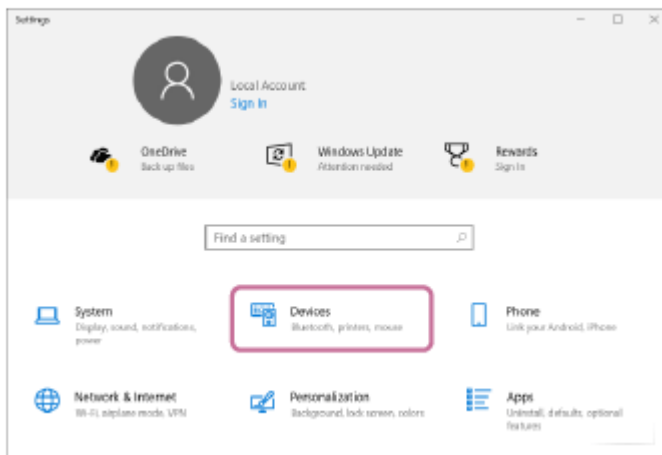 Settings
Local Account
Sign in
OneDrive
Back up files
Windows Update
Attention needed
Rewards
Sign in
Find a setting
System
Display, sound, notifications,
power
Devices
Bluetooth, printers, mouse
Phone
Link your Android, iPhone
Network & Internet
Wi-Fi, airplane mode, VPN
Personalization
Background, lock screen, colors
Apps
Uninstall, defaults, optional
features